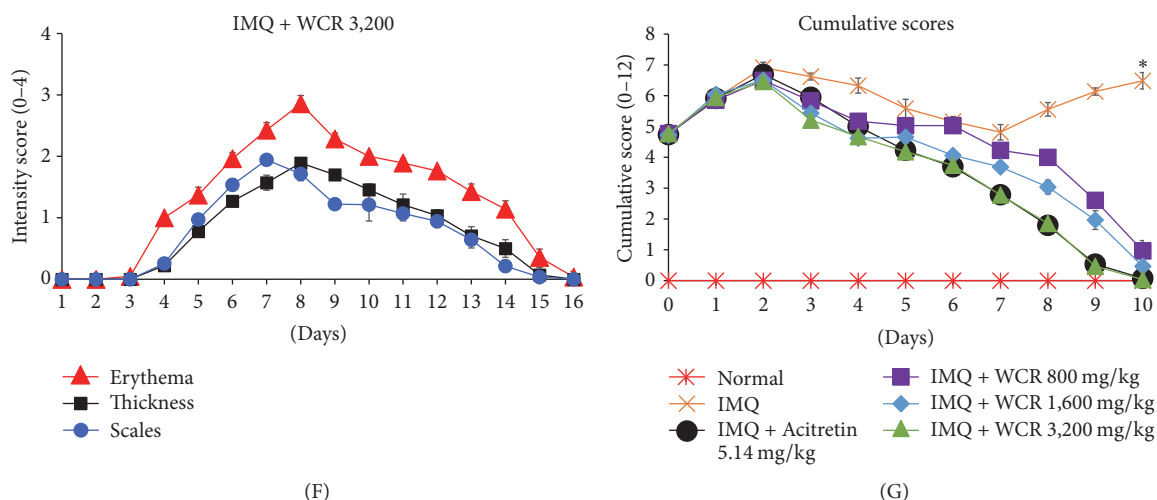 IMQ + WCR 3,200
Intensity score (0–4)
4
3
2
1
0
1 2 3 4 5 6 7 8 9 10 11 12 13 14 15 16
(Days)
Erythema
Thickness
Scales
(F)
Cumulative scores
Cumulative score (0–12)
8
7
6
5
4
3
2
1
0
*
0 1 2 3 4 5 6 7 8 9 10
(Days)
Normal
IMQ
IMQ + Acitretin
5.14 mg/kg
IMQ + WCR 800 mg/kg
IMQ + WCR 1,600 mg/kg
IMQ + WCR 3,200 mg/kg
(G)